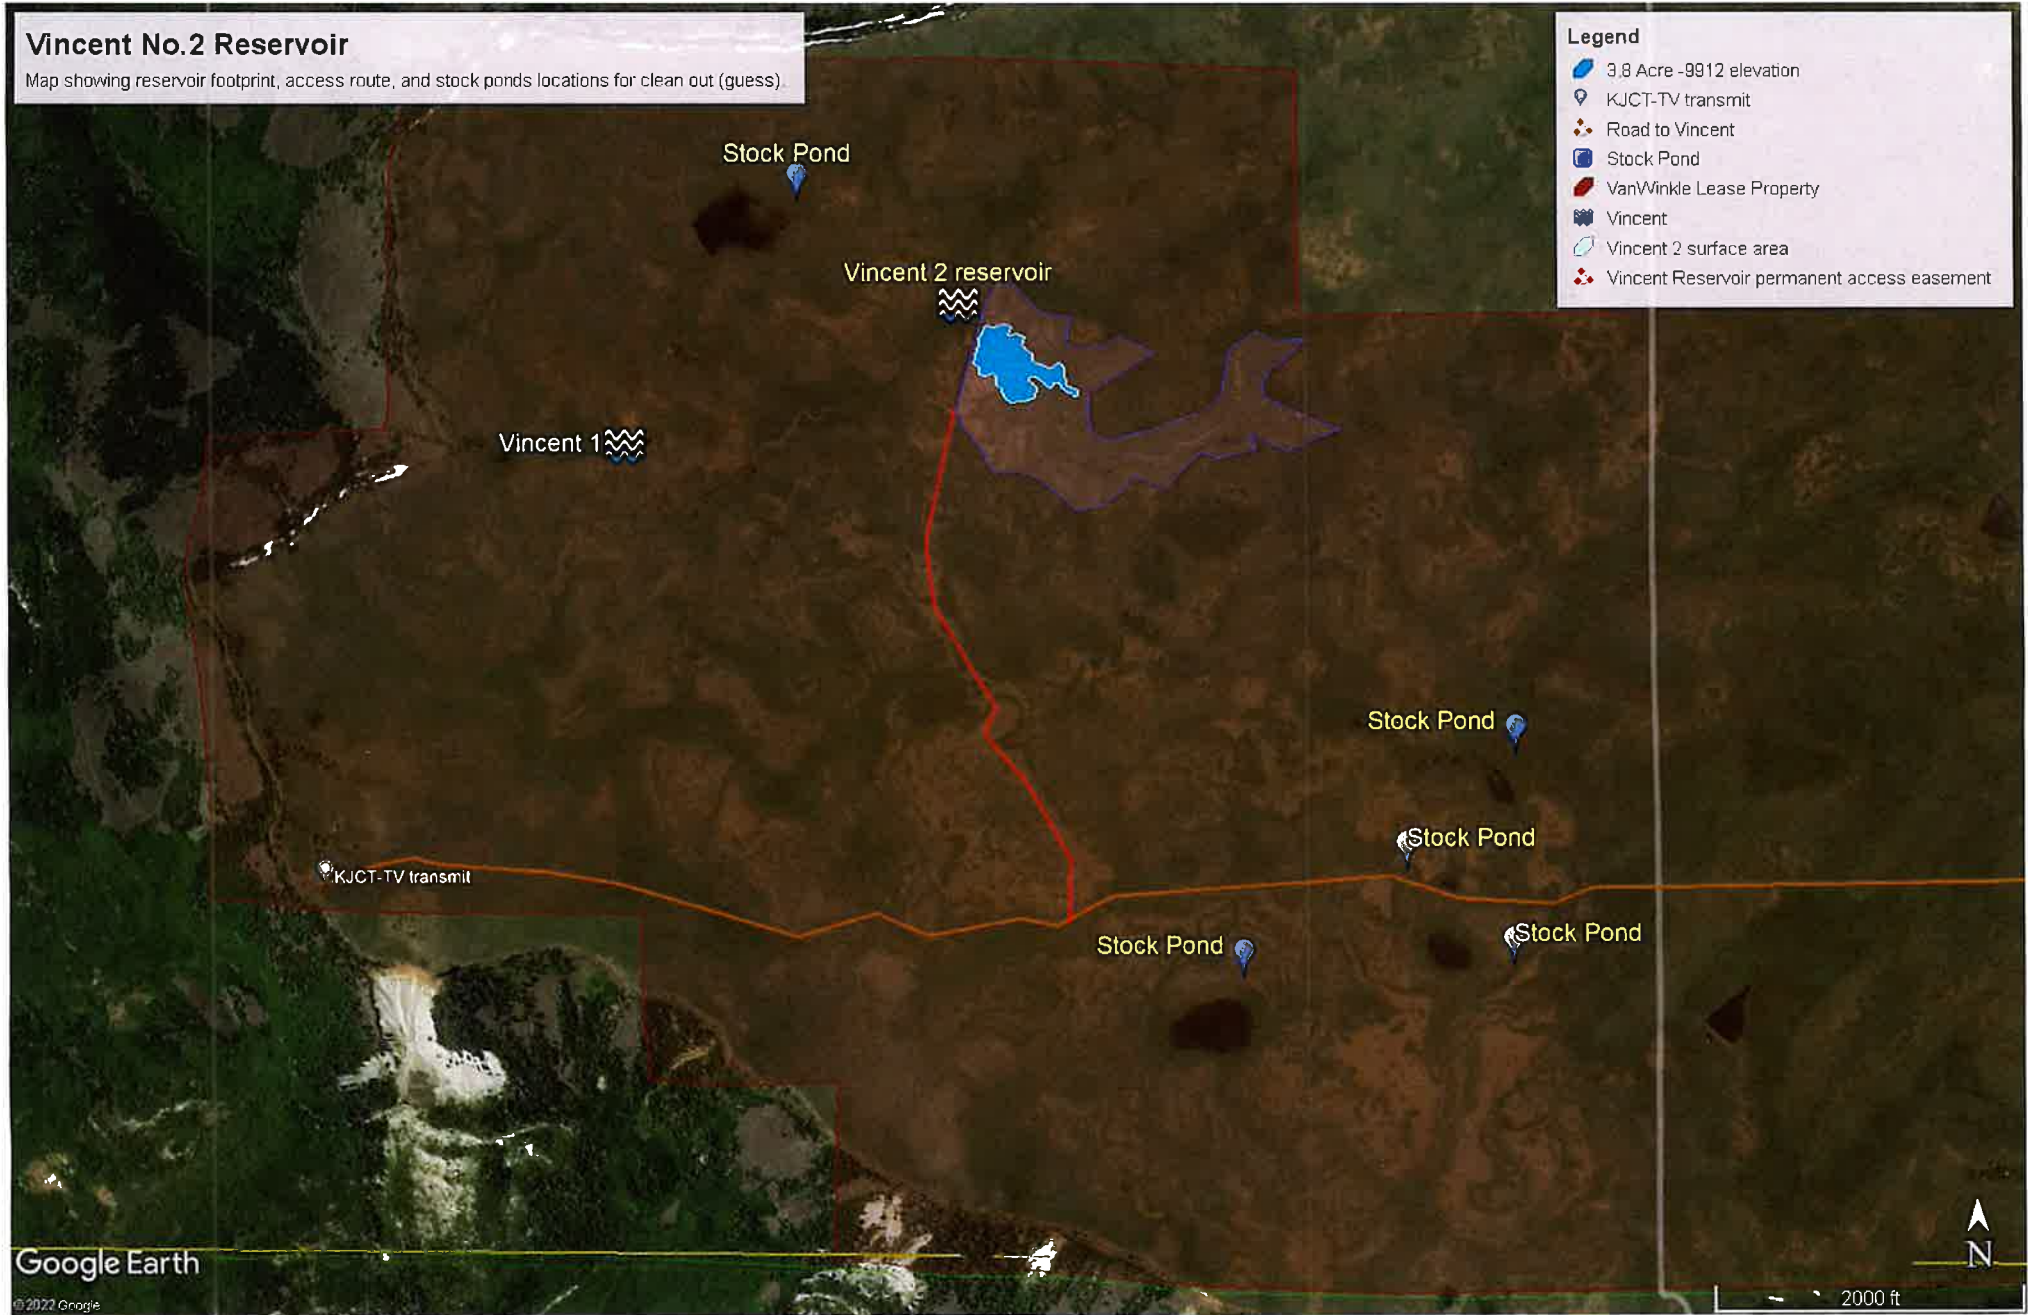 Vincent No.2 Reservoir
Map showing reservoir footprint, access route, and stock ponds locations for clean out (guess).
Legend
3.8 Acre -9912 elevation
KJCT-TV transmit
Road to Vincent
Stock Pond
VanWinkle Lease Property
Vincent
Vincent 2 surface area
Vincent Reservoir permanent access easement
Stock Pond
Vincent 2 reservoir
Vincent 1
Stock Pond
Stock Pond
KJCT-TV transmit
Stock Pond
Stock Pond
N
Google Earth
©2022 Google
2000 ft